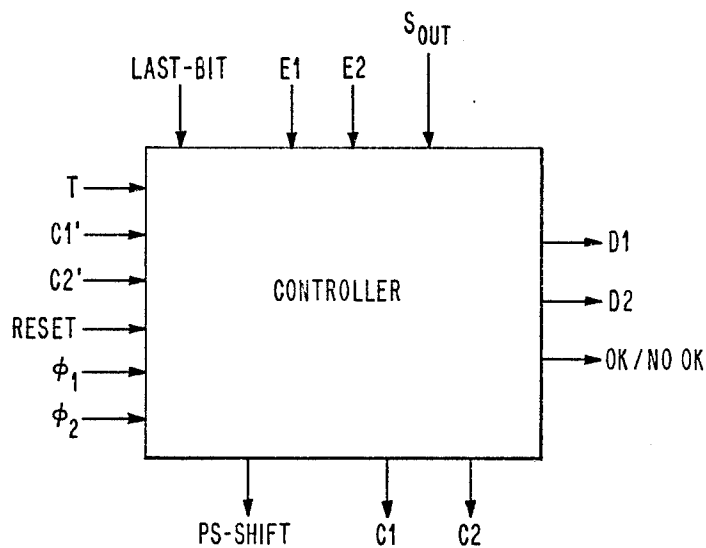 S_OUT
LAST-BIT E1 E2
T
C1'
D1
C2'
CONTROLLER
D2
RESET
OK/NO OK
ϕ1
ϕ2
PS-SHIFT C1 C2